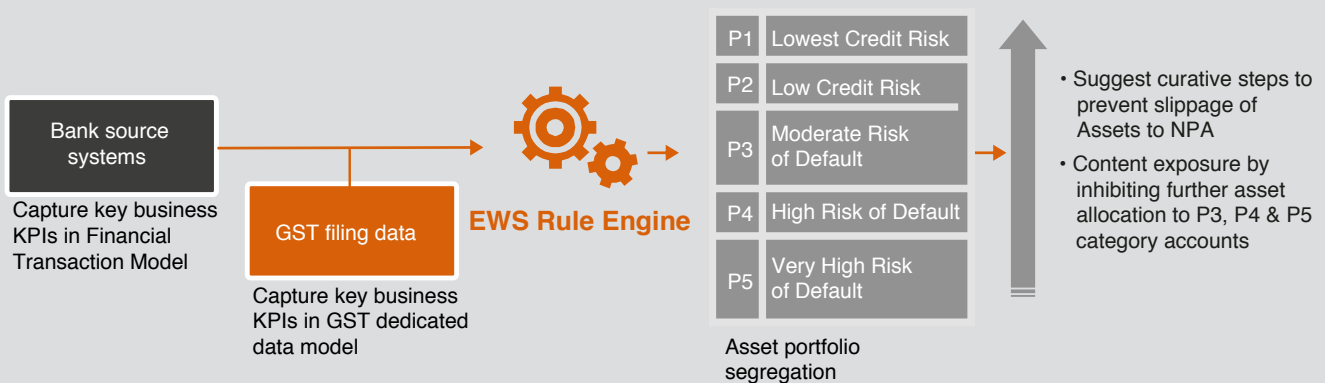 Bank source
systems
Capture key business
KPIs in Financial
Transaction Model
GST filing data
Capture key business
KPIs in GST dedicated
data model
EWS Rule Engine
P1 Lowest Credit Risk
P2 Low Credit Risk
P3 Moderate Risk
of Default
P4 High Risk of Default
P5 Very High Risk
of Default
Asset portfolio
segregation
• Suggest curative steps to
prevent slippage of
Assets to NPA
• Content exposure by
inhibiting further asset
allocation to P3, P4 & P5
category accounts